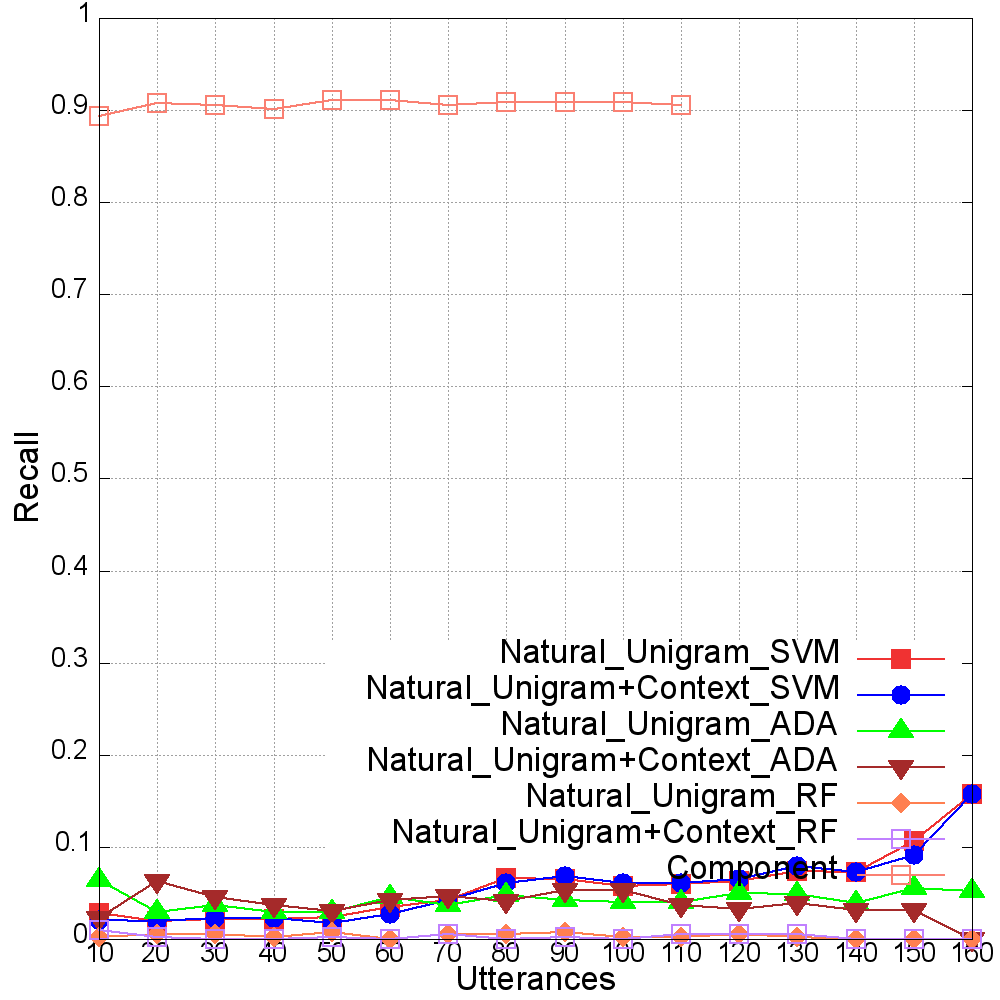 1
0.9
0.8
0.7
0.6
0.5
0.4
0.3
0.2
0.1
0
Recall
Natural_Unigram_SVM
Natural_Unigram+Context_SVM
Natural_Unigram_ADA
Natural_Unigram+Context_ADA
Natural_Unigram_RF
Natural_Unigram+Context_RF
Component
10 20 30 40 50 60 70 80 90 100 110 120 130 140 150 160
Utterances